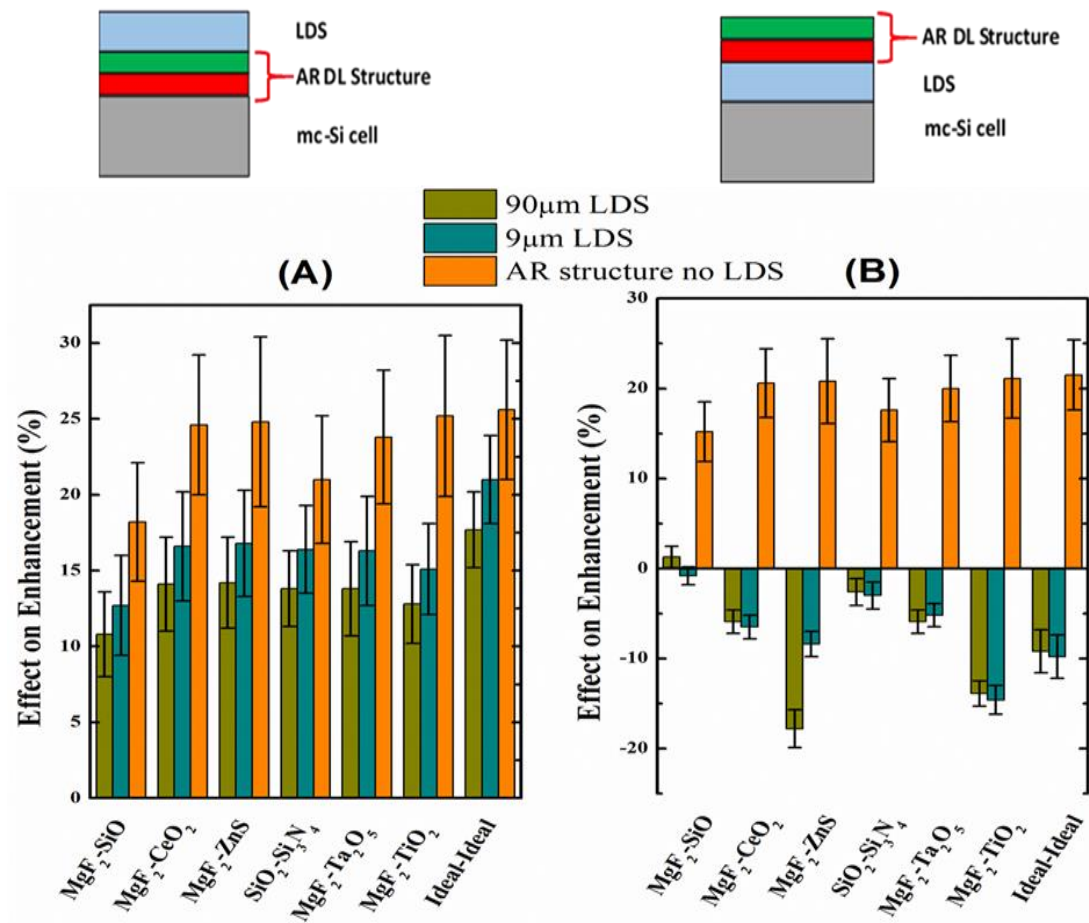 LDS
AR DL Structure
mc-Si cell
AR DL Structure
LDS
mc-Si cell
90μm LDS
9μm LDS
AR structure no LDS
(A)
(B)
Effect on Enhancement (%)
30
25
20
15
10
5
0
MgF₂-SiO
MgF₂-CeO₂
MgF₂-ZnS
SiO₂-Si₃N₄
MgF₂-Ta₂O₅
MgF₂-TiO₂
Ideal-Ideal
Effect on Enhancement (%)
30
20
10
0
-10
-20
MgF₂-SiO
MgF₂-CeO₂
MgF₂-ZnS
SiO₂-Si₃N₄
MgF₂-Ta₂O₅
MgF₂-TiO₂
Ideal-Ideal